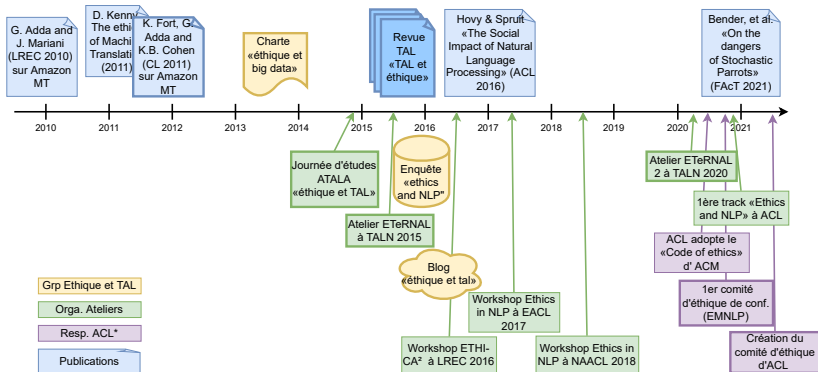 G. Adda and
J. Mariani
(LREC 2010)
sur Amazon
MT
D. Kenny
The ethi
of Machi
Translati
(2011)
K. Fort, G.
Adda and
K.B. Cohen
(CL 2011)
sur Amazon
MT
Charte
«éthique et
big data»
Revue
TAL
«TAL et
éthique»
Hovy & Spruit
«The Social
Impact of Natural
Language
Processing» (ACL
2016)
Bender, et al.
«On the
dangers
of Stochastic
Parrots»
(FAcT 2021)
2010 2011 2012 2013 2014 2015 2016 2017 2018 2019 2020 2021
Journée d'études
ATALA
«éthique et TAL»
Enquête
«ethics
and NLP"
Atelier ETeRNAL
à TALN 2015
Atelier ETeRNAL
2 à TALN 2020
1ère track «Ethics
and NLP» à ACL
ACL adopte le
«Code of ethics»
d' ACM
Blog
«éthique et tal»
1er comité
d'éthique de conf.
(EMNLP)
Workshop Ethics
in NLP à EACL
2017
Workshop ETHI-
CA² à LREC 2016
Workshop Ethics in
NLP à NAACL 2018
Création du
comité d'éthique
d'ACL
Grp Ethique et TAL
Orga. Ateliers
Resp. ACL*
Publications